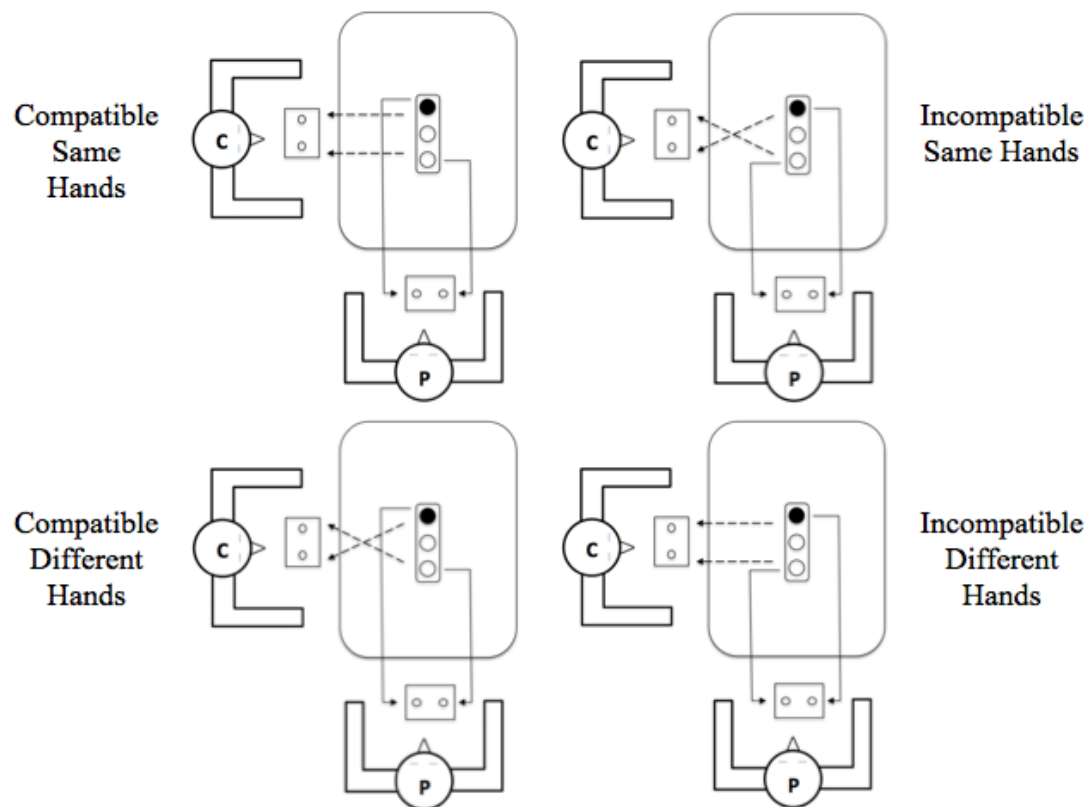 Compatible
Same
Hands
C
P
Incompatible
Same Hands
C
P
Compatible
Different
Hands
C
P
Incompatible
Different
Hands
C
P